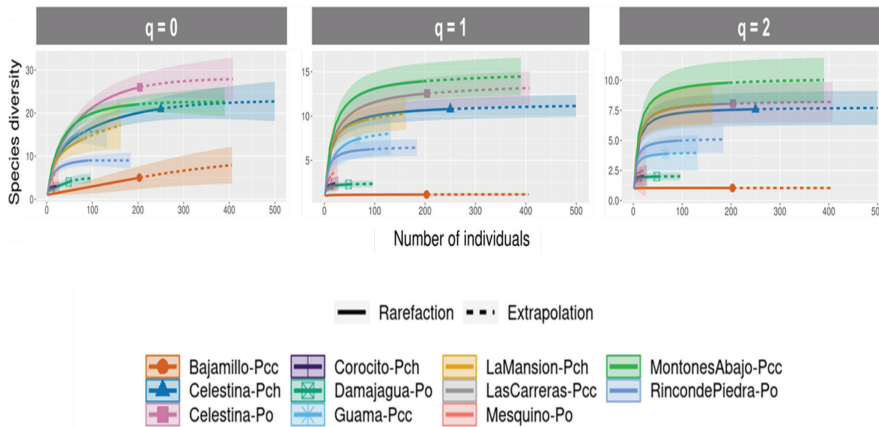 q = 0
q = 1
q = 2
Species diversity
30
20
10
0
0
100
200
300
400
500
15
10
5
0
100
200
300
400
500
10.0
7.5
5.0
2.5
0.0
0
100
200
300
400
500
Number of individuals
Rarefaction
Extrapolation
Bajamillo-Pcc
Corocito-Pch
LaMansion-Pch
MontonesAbajo-Pcc
Celestina-Pch
Damajagua-Po
LasCarreras-Pcc
RincondePiedra-Po
Celestina-Po
Guama-Pcc
Mesquino-Po